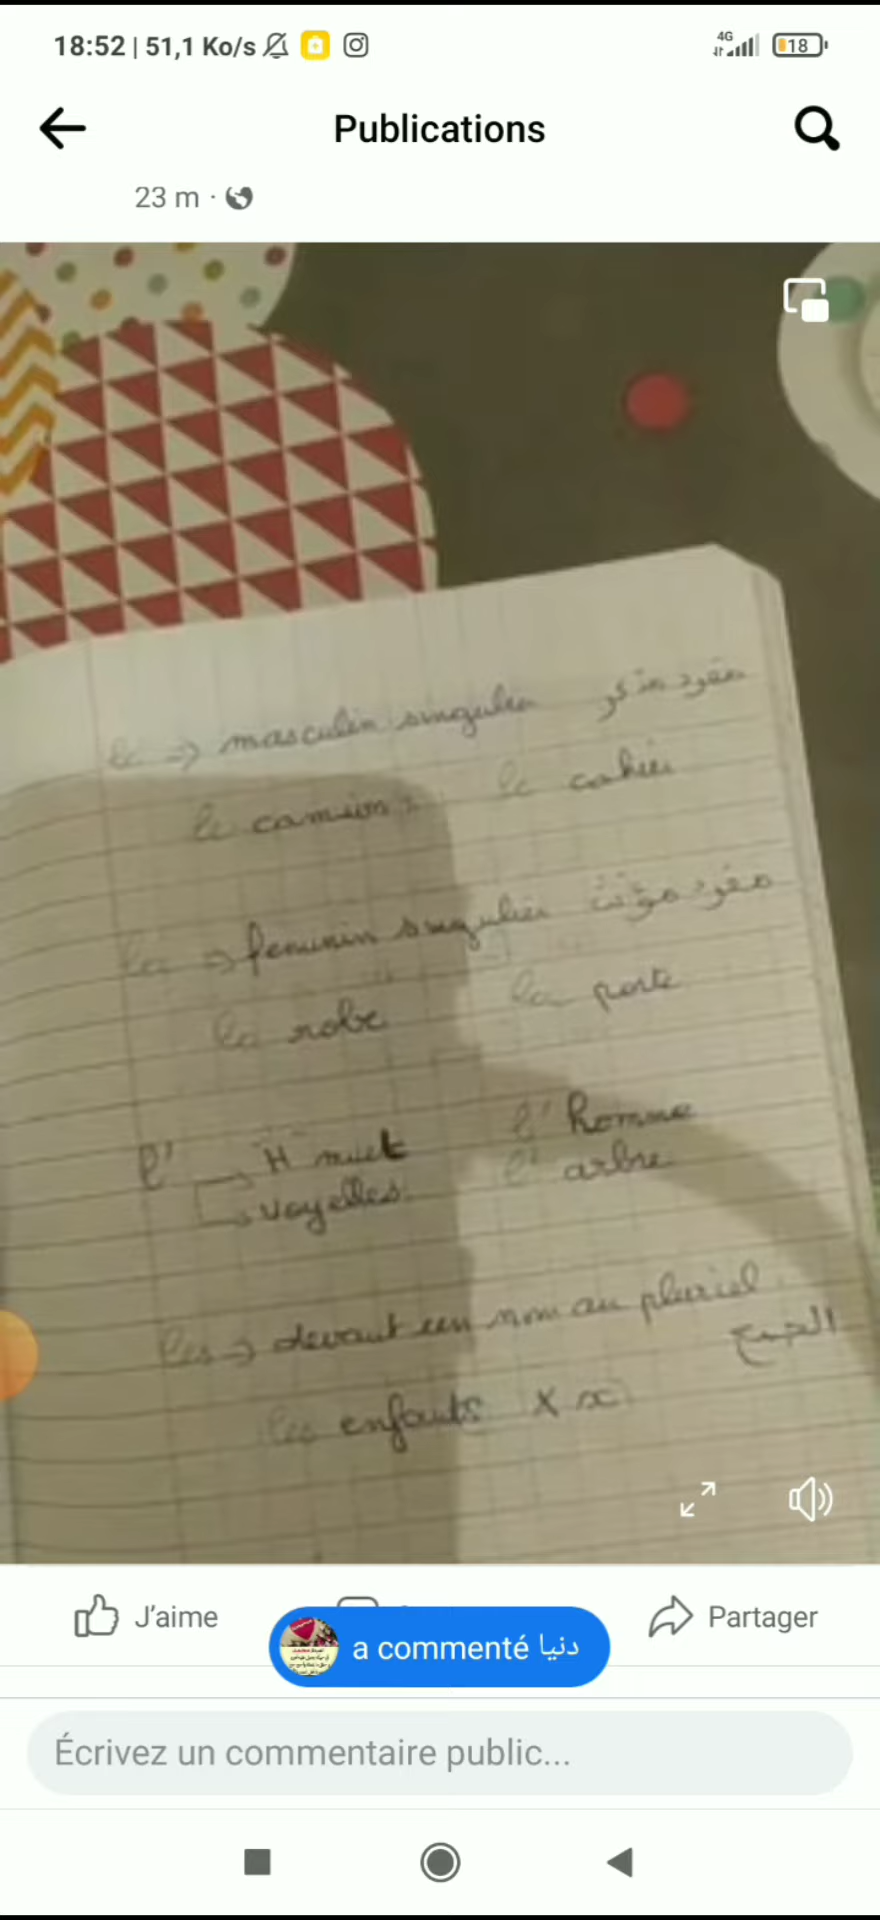 18:52 | 51,1 Ko/s
4G 18
Publications
23 m
le => masculin singulier مفرد مذكر
le camion : le cahier
la => feminin singulier مفرد مؤنث
la robe la porte
l' "H" muet l' homme
voyelles. l' arbre
les => devant un nom au pluriel.
الجمع
les enfants X x
J'aime
Partager
دنيا a commenté
Écrivez un commentaire public...